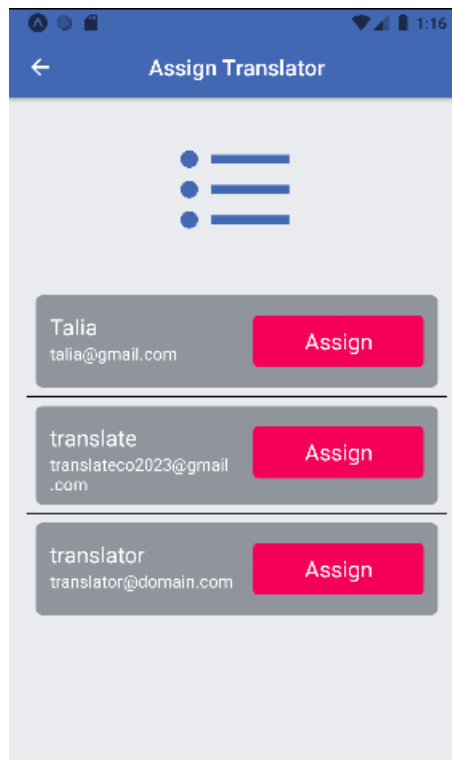 1:16
Assign Translator
Talia
talia@gmail.com
Assign
translate
translateco2023@gmail
.com
Assign
translator
translator@domain.com
Assign